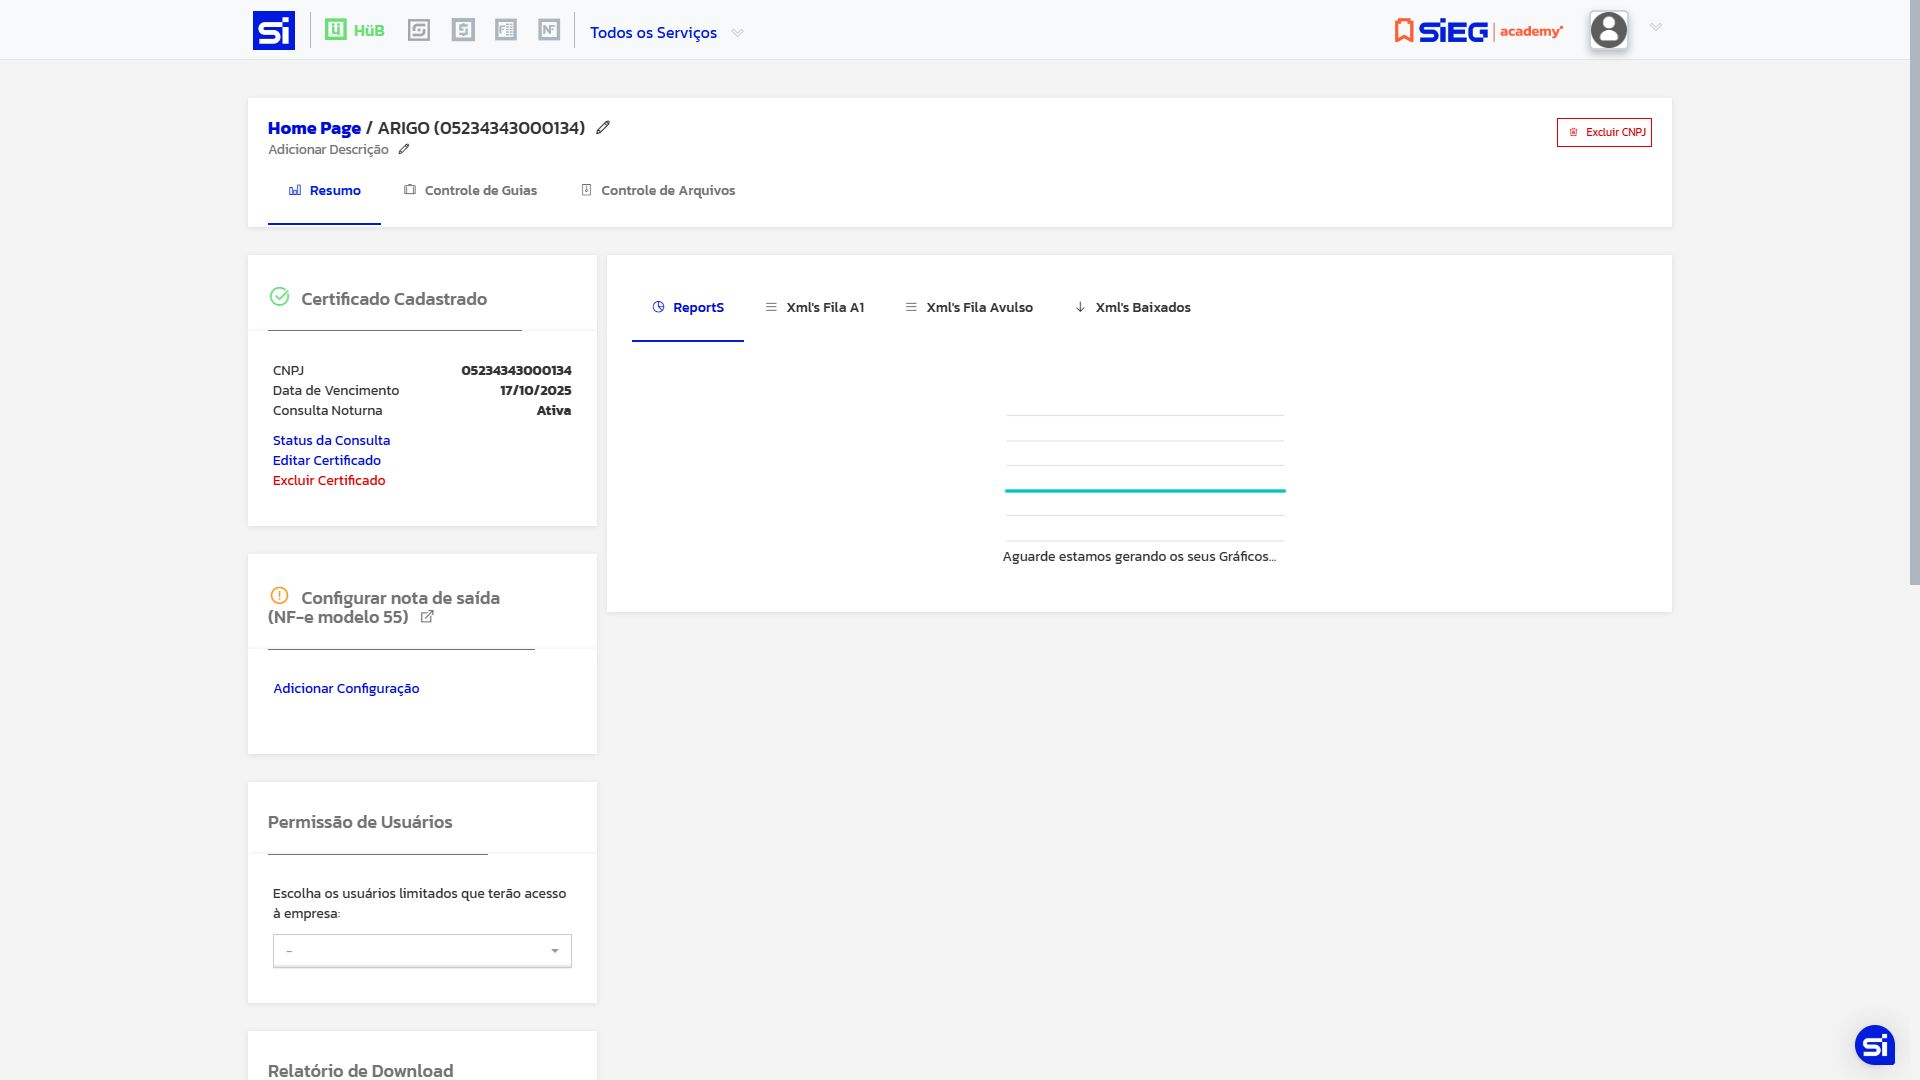 Si
HüB
NF
Todos os Serviços
SiEG academy
Home Page / ARIGO (05234343000134)
Adicionar Descrição
Excluir CNPJ
Resumo
Controle de Guias
Controle de Arquivos
Certificado Cadastrado
CNPJ 05234343000134
Data de Vencimento 17/10/2025
Consulta Noturna Ativa
Status da Consulta
Editar Certificado
Excluir Certificado
ReportS
Xml's Fila A1
Xml's Fila Avulso
Xml's Baixados
Aguarde estamos gerando os seus Gráficos...
Configurar nota de saída
(NF-e modelo 55)
Adicionar Configuração
Permissão de Usuários
Escolha os usuários limitados que terão acesso
à empresa:
-
Relatório de Download
Si